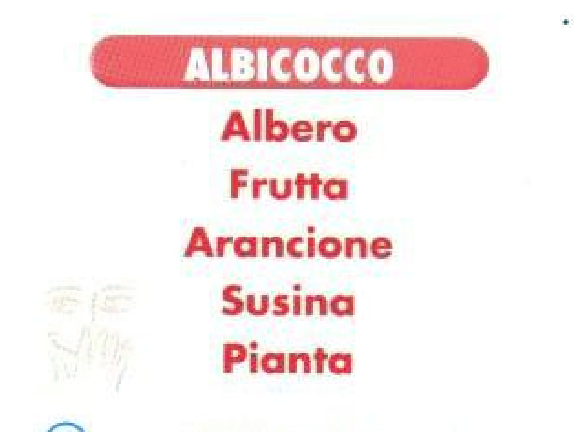 ALBICOCCO
Albero
Frutta
Arancione
Susina
Pianta